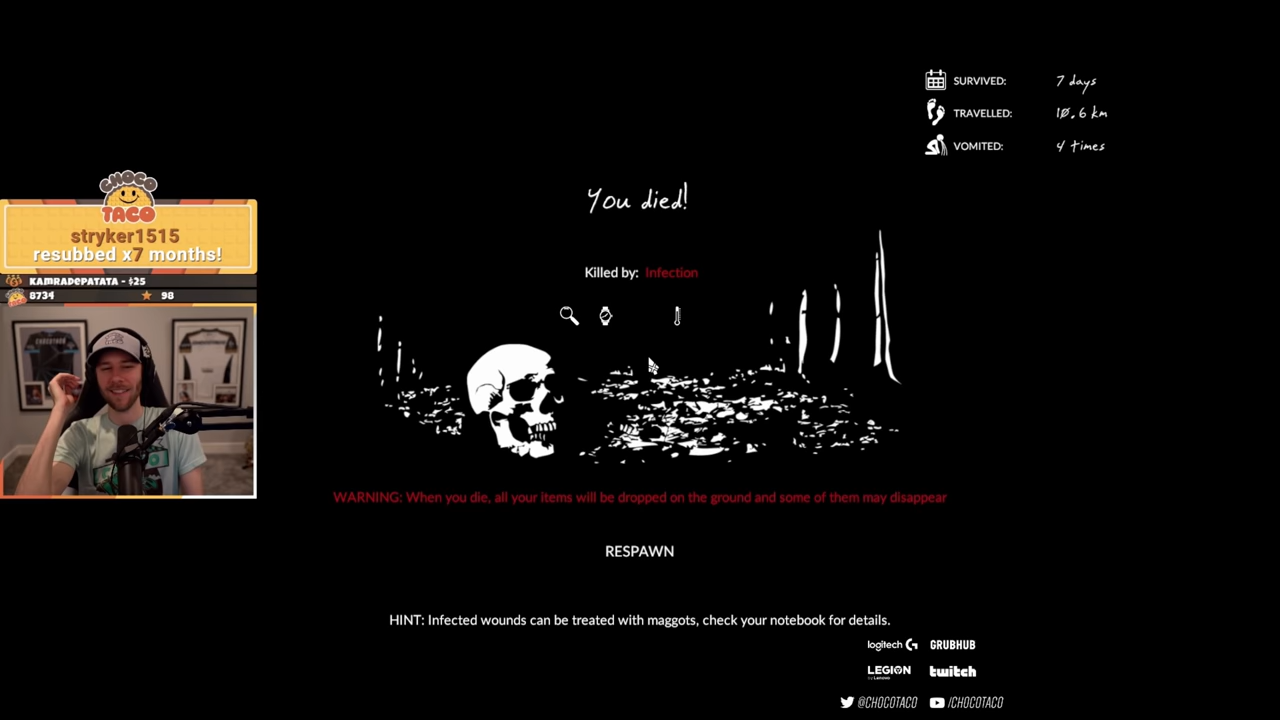 SURVIVED: 7 days
TRAVELLED: 10.6 km
VOMITED: 4 times
You died!
CHOCO
TACO
stryker1515
resubbed x7 months!
KAMRADEPATATA - $25
8734 98
Killed by: Infection
WARNING: When you die, all your items will be dropped on the ground and some of them may disappear
RESPAWN
HINT: Infected wounds can be treated with maggots, check your notebook for details.
logitech G GRUBHUB
LEGION twitch
by Lenovo
@CHOCOTACO /CHOCOTACO